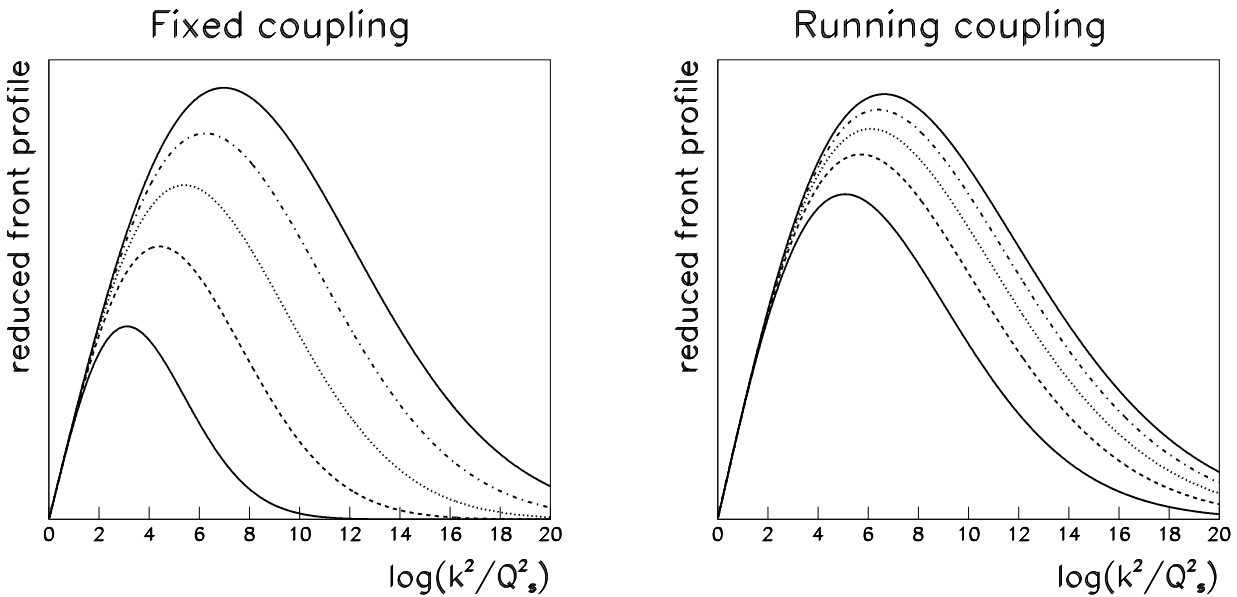 Fixed coupling
reduced front profile
0 2 4 6 8 10 12 14 16 18 20
log(k²/Q²ₛ)
Running coupling
reduced front profile
0 2 4 6 8 10 12 14 16 18 20
log(k²/Q²ₛ)